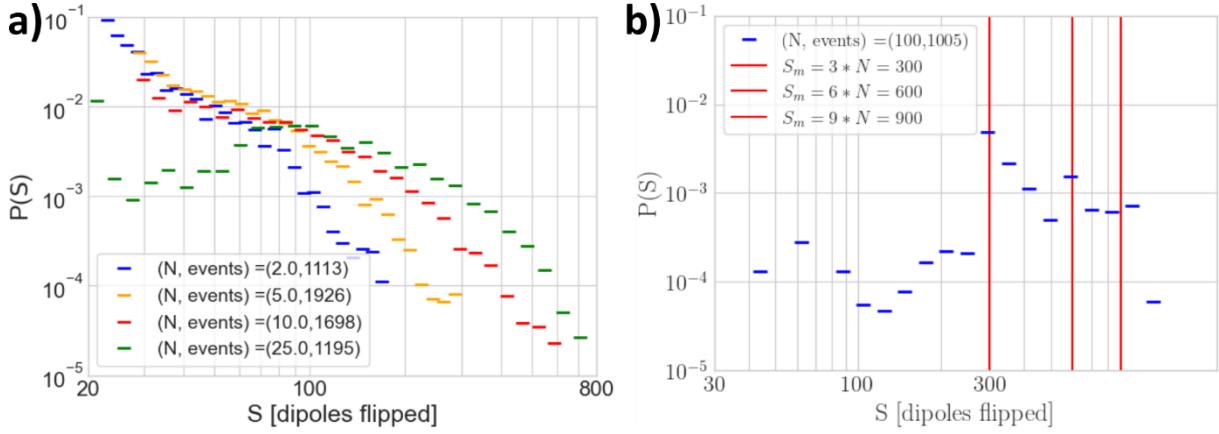 a)
10^-1
10^-2
10^-3
10^-4
10^-5
P(S)
(N, events) =(2.0,1113)
(N, events) =(5.0,1926)
(N, events) =(10.0,1698)
(N, events) =(25.0,1195)
20 100 800
S [dipoles flipped]
b)
10^-1
10^-2
10^-3
10^-4
10^-5
P(S)
(N, events) =(100,1005)
S_m = 3 * N = 300
S_m = 6 * N = 600
S_m = 9 * N = 900
30 100 300
S [dipoles flipped]